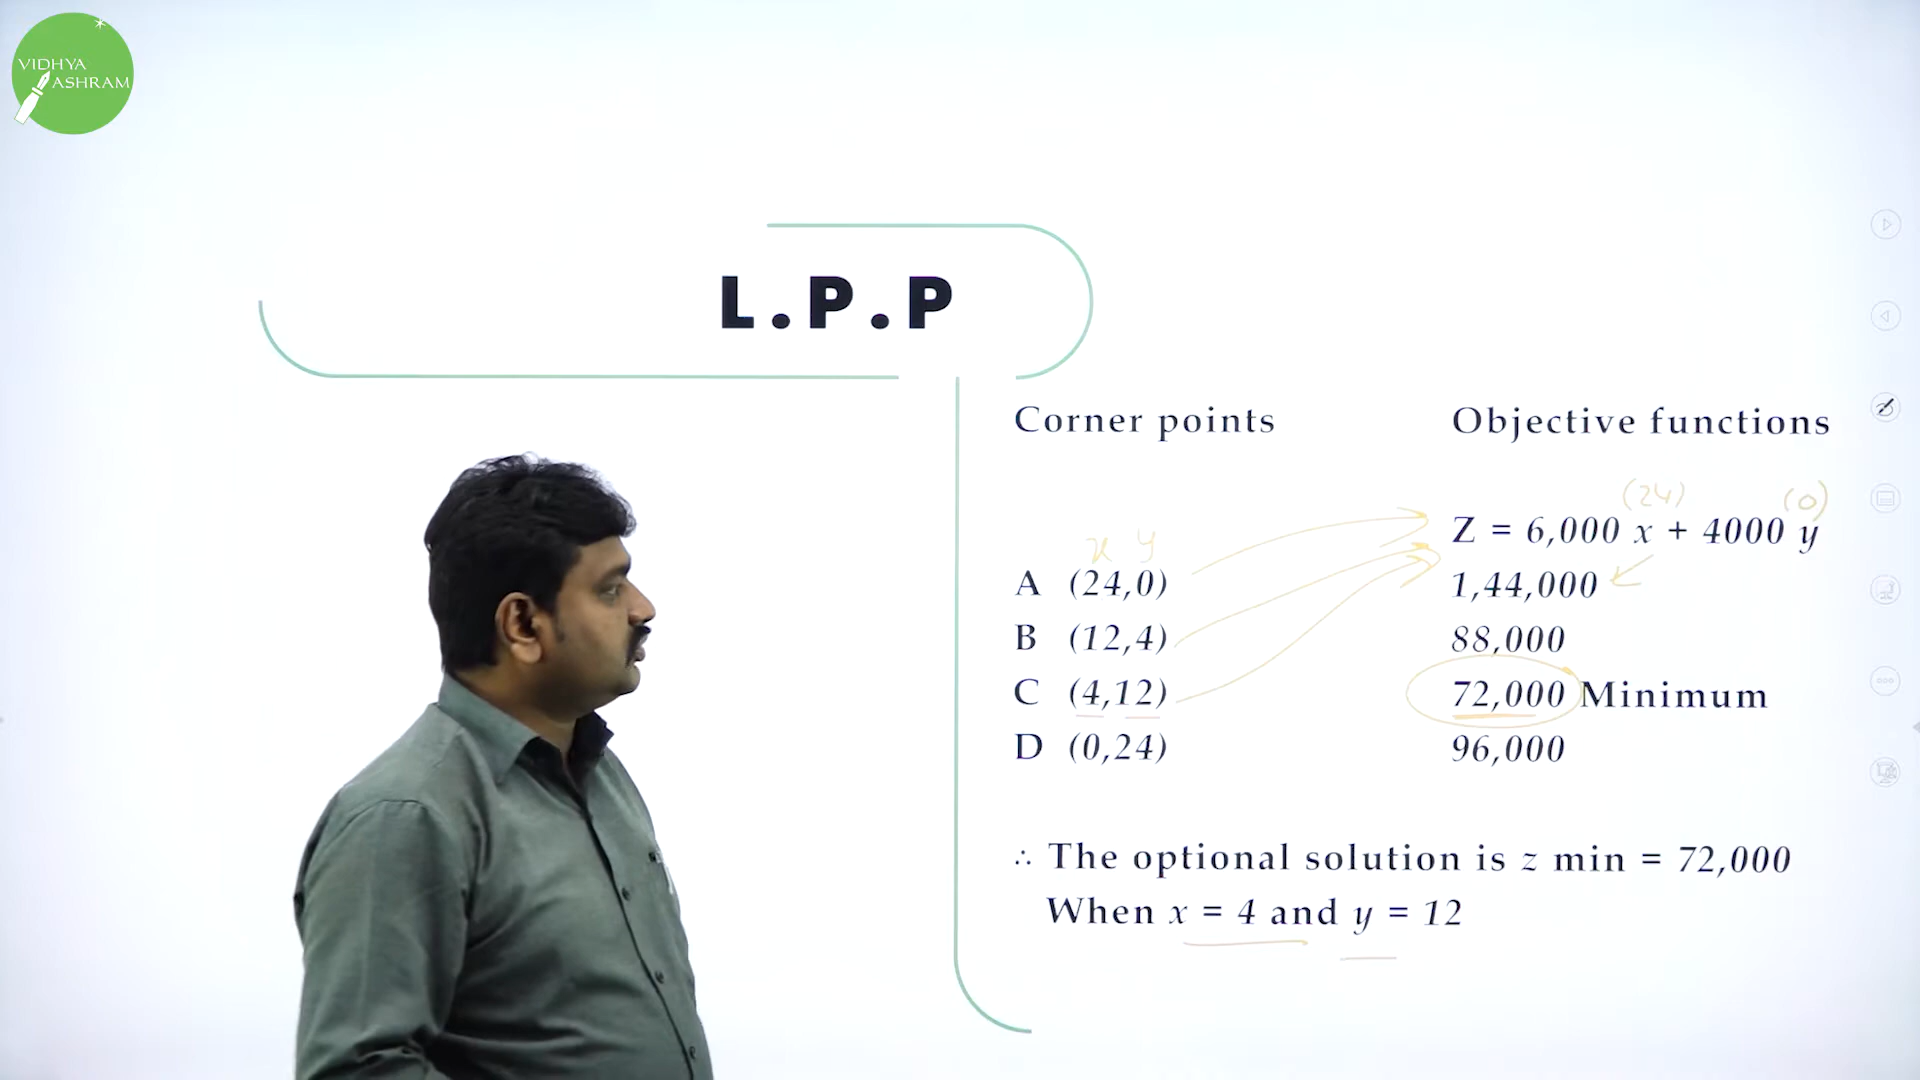 VIDHYA
ASHRAM
L.P.P
Corner points Objective functions
(24) (0)
Z = 6,000 x + 4000 y
x y
A (24,0) 1,44,000
B (12,4) 88,000
C (4,12) 72,000 Minimum
D (0,24) 96,000
∴ The optional solution is z min = 72,000
When x = 4 and y = 12